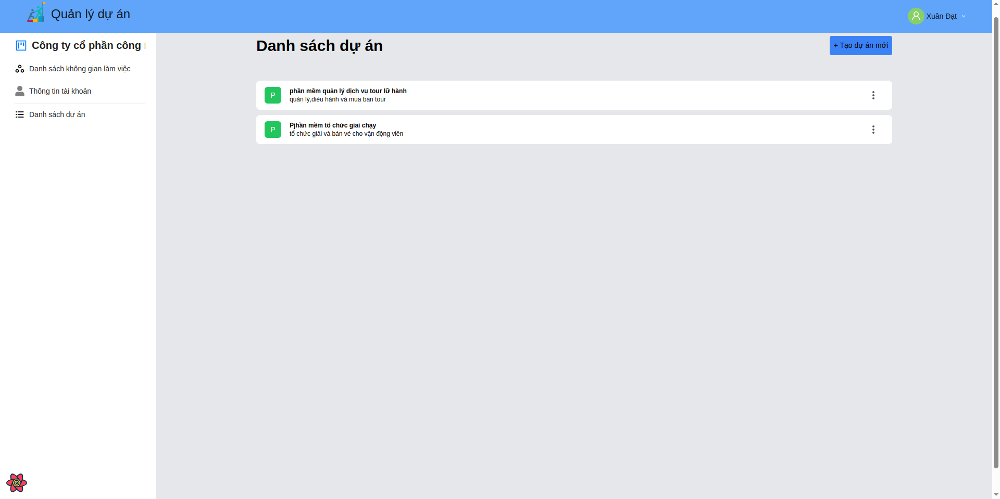 Quản lý dự án
Xuân Đạt
Công ty cổ phần công
Danh sách không gian làm việc
Thông tin tài khoản
Danh sách dự án
Danh sách dự án
+ Tạo dự án mới
P
phần mềm quản lý dịch vụ tour lữ hành
quản lý,điều hành và mua bán tour
P
Pjhần mềm tổ chức giải chạy
tổ chức giải và bán vé cho vận động viên